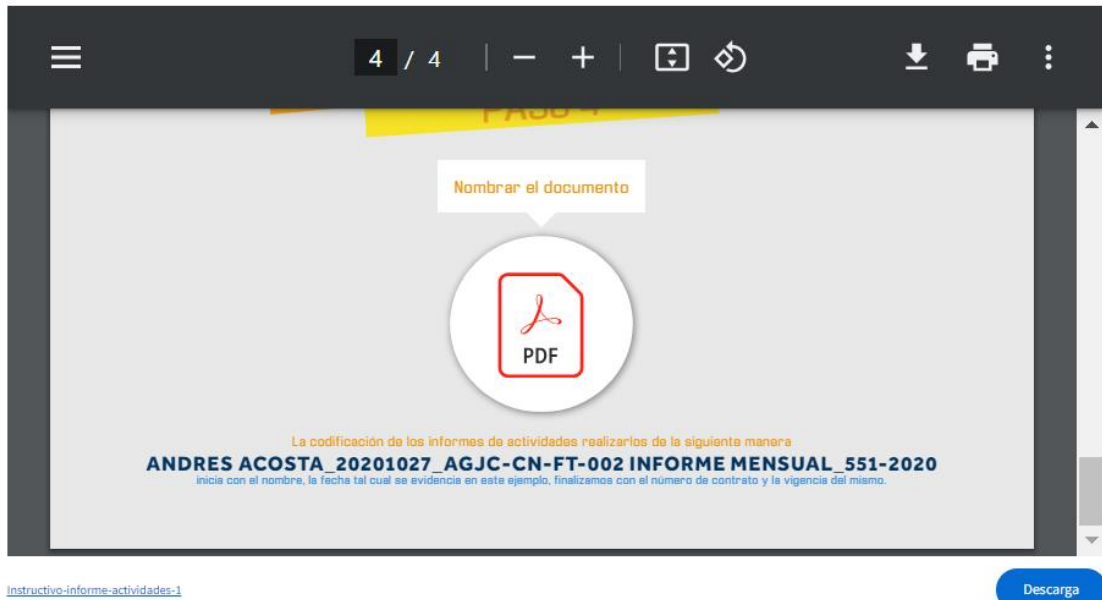 4 / 4
PASO 4
Nombrar el documento
PDF
La codificación de los informes de actividades realizarlos de la siguiente manera
ANDRES ACOSTA_20201027_AGJC-CN-FT-002 INFORME MENSUAL_551-2020
inicia con el nombre, la fecha tal cual se evidencia en este ejemplo, finalizamos con el número de contrato y la vigencia del mismo.
Instructivo-informe-actividades-1
Descarga